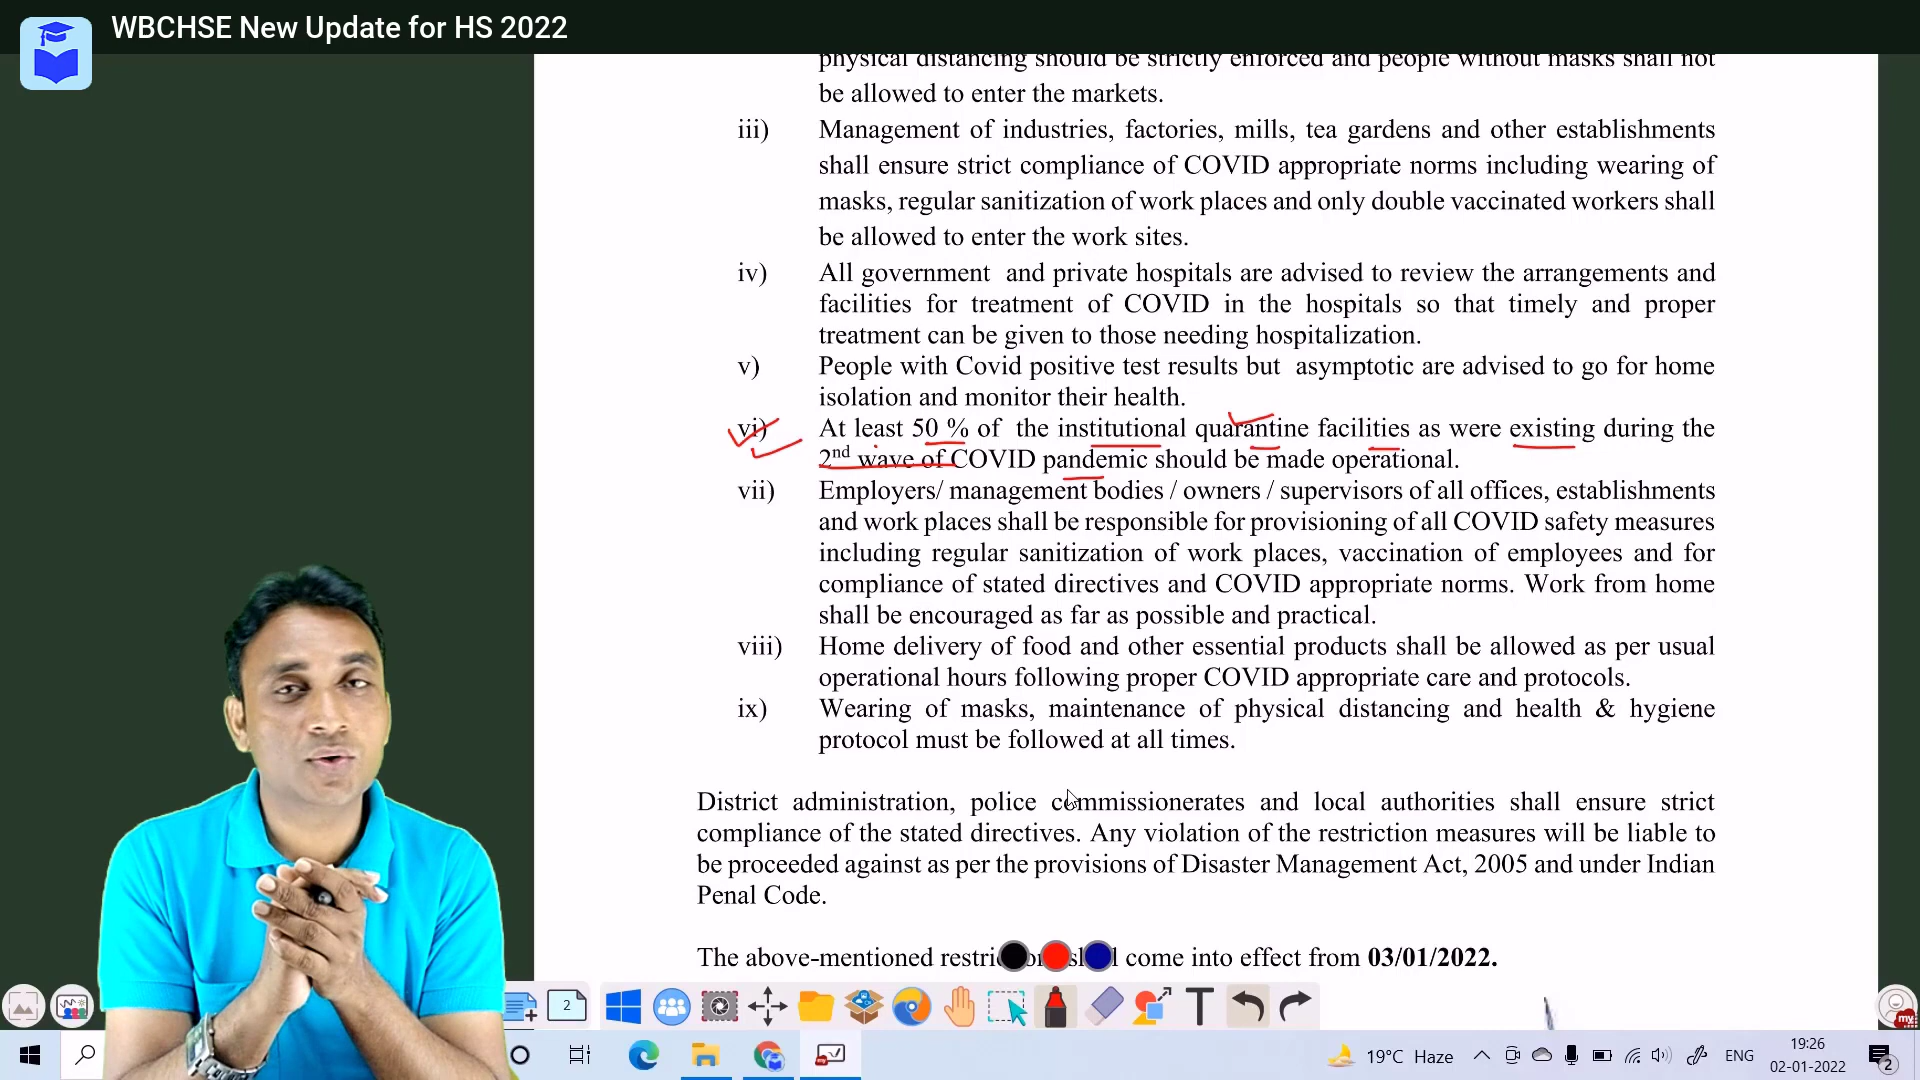 WBCHSE New Update for HS 2022
physical distancing should be strictly enforced and people without masks shall not
be allowed to enter the markets.
iii) Management of industries, factories, mills, tea gardens and other establishments
shall ensure strict compliance of COVID appropriate norms including wearing of
masks, regular sanitization of work places and only double vaccinated workers shall
be allowed to enter the work sites.
iv) All government and private hospitals are advised to review the arrangements and
facilities for treatment of COVID in the hospitals so that timely and proper
treatment can be given to those needing hospitalization.
v) People with Covid positive test results but asymptotic are advised to go for home
isolation and monitor their health.
vi) At least 50 % of the institutional quarantine facilities as were existing during the
2nd wave of COVID pandemic should be made operational.
vii) Employers/ management bodies / owners / supervisors of all offices, establishments
and work places shall be responsible for provisioning of all COVID safety measures
including regular sanitization of work places, vaccination of employees and for
compliance of stated directives and COVID appropriate norms. Work from home
shall be encouraged as far as possible and practical.
viii) Home delivery of food and other essential products shall be allowed as per usual
operational hours following proper COVID appropriate care and protocols.
ix) Wearing of masks, maintenance of physical distancing and health & hygiene
protocol must be followed at all times.
District administration, police commissionerates and local authorities shall ensure strict
compliance of the stated directives. Any violation of the restriction measures will be liable to
be proceeded against as per the provisions of Disaster Management Act, 2005 and under Indian
Penal Code.
The above-mentioned come into effect from 03/01/2022.
2
T
my
19°C Haze
ENG
19:26
02-01-2022
2